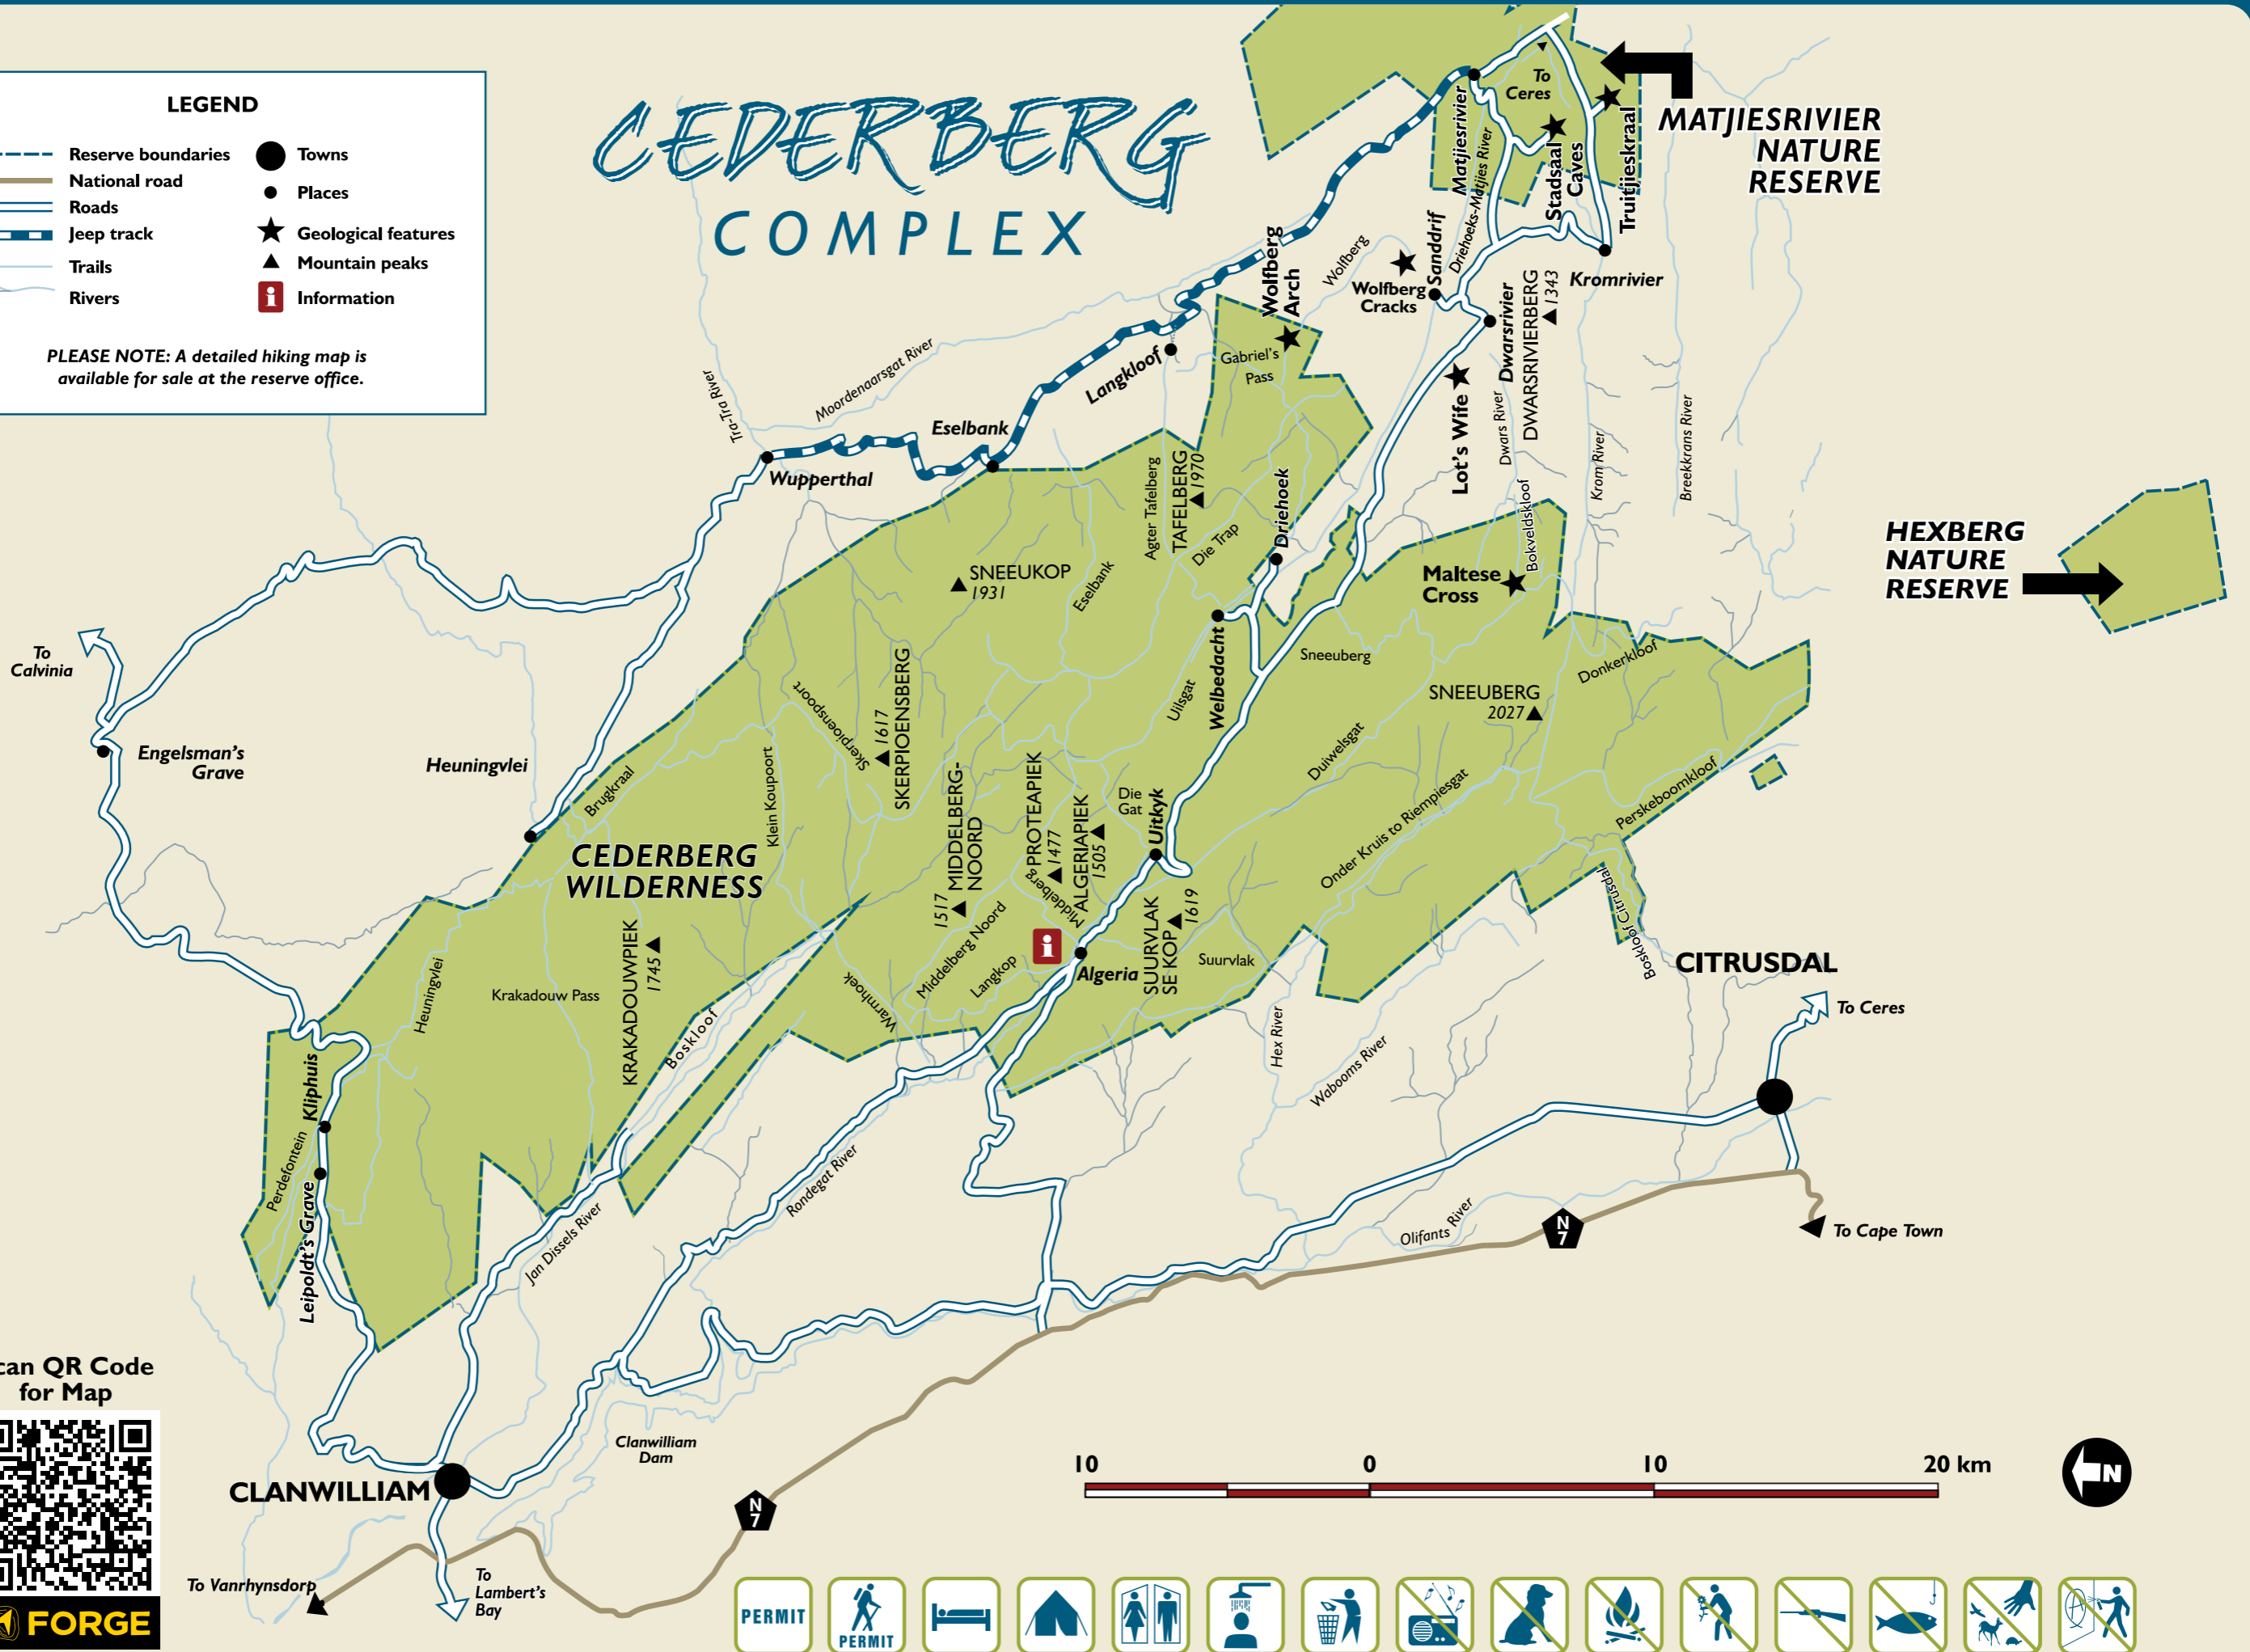 LEGEND
Reserve boundaries
National road
Roads
Jeep track
Trails
Rivers
Towns
Places
Geological features
Mountain peaks
i
Information
PLEASE NOTE: A detailed hiking map is
available for sale at the reserve office.
CEDERBERG
COMPLEX
To
Ceres
Matjiesrivier
Driehoeks-Matjies River
Stadsaal
Caves
Truitjieskraal
MATJIESRIVIER
NATURE
RESERVE
Wolfberg
Arch
Wolfberg
Wolfberg
Cracks
Sanddrif
Kromrivier
Dwarsrivier
DWARSRIVIERBERG
1343
Gabriel's
Pass
Langkloof
Moordenaarsgat River
Tra-Tra River
Eselbank
Wupperthal
Lot's Wife
Dwars River
Krom River
Breekkrans River
Agter Tafelberg
TAFELBERG
1970
Die Trap
Driehoek
Bokveldskloof
Maltese
Cross
HEXBERG
NATURE
RESERVE
SNEEUKOP
1931
Eselbank
To
Calvinia
Engelsman's
Grave
Heuningvlei
Brugkraal
Skerpioenspoort
1617
SKERPIOENSBERG
Klein Koupoort
Uilsgat
Welbedacht
Sneeuberg
SNEEUBERG
2027
Donkerkloof
Duiwelsgat
Onder Kruis to Riempiesgat
Perskeboomkloof
CEDERBERG
WILDERNESS
1517
MIDDELBERG-
NOORD
PROTEAPIEK
1477
Middelberg
ALGERIAPIEK
1505
Die
Gat
Uitkyk
i
Algeria
SUURVLAK
SE KOP
1619
Suurvlak
Middelberg Noord
Langkop
Warmhoek
Heuningvlei
Krakadouw Pass
KRAKADOUWPIEK
1745
Boskloof
Boskloof Citrusdal
CITRUSDAL
To Ceres
Hex River
Wabooms River
Kliphuis
Perdefontein
Leipoldt's Grave
Jan Dissels River
Rondegat River
Olifants River
N
7
To Cape Town
can QR Code
for Map
FORGE
CLANWILLIAM
Clanwilliam
Dam
N
7
To Vanrhynsdorp
To
Lambert's
Bay
10 0 10 20 km
N
PERMIT
PERMIT